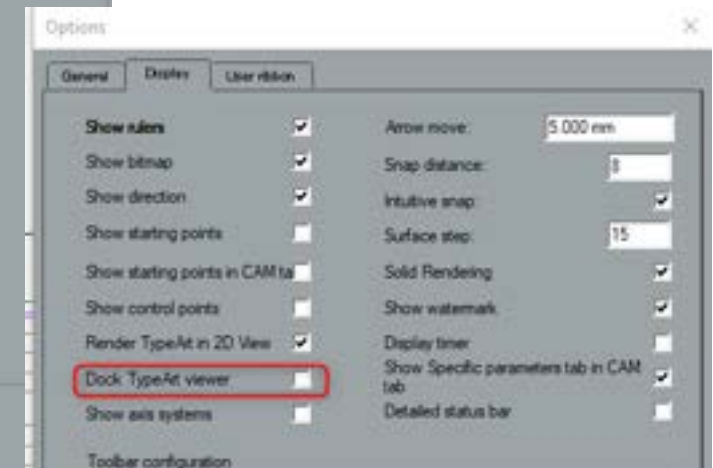 Options
General Display User ribbon
Show rulers
Show bitmap
Show direction
Show starting points
Show starting points in CAM ta
Show control points
Render TypeArt in 2D View
Dock TypeArt viewer
Show axis systems
Toolbar configuration
Arrow move: 5.000 mm
Snap distance: 8
Intuitive snap:
Surface step: 15
Solid Rendering
Show watermark
Display timer
Show Specific parameters tab in CAM
tab
Detailed status bar